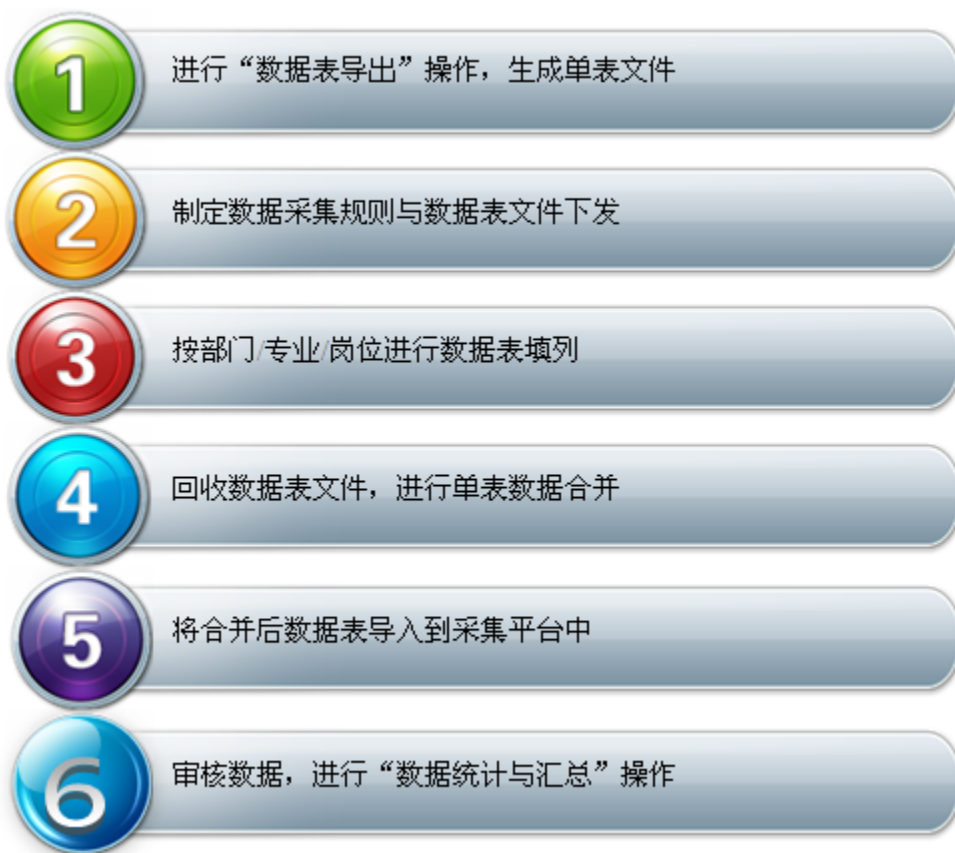 1
进行“数据表导出”操作，生成单表文件
2
制定数据采集规则与数据表文件下发
3
按部门/专业/岗位进行数据表填列
4
回收数据表文件，进行单表数据合并
5
将合并后数据表导入到采集平台中
6
审核数据，进行“数据统计与汇总”操作